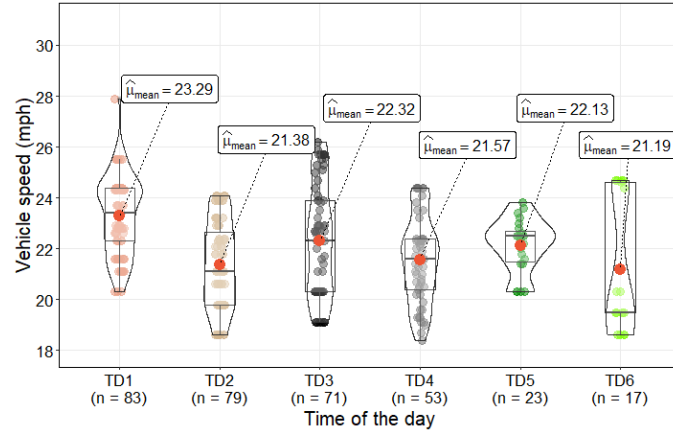 30
28
26
24
22
20
18
Vehicle speed (mph)
μ̂mean = 23.29
μ̂mean = 21.38
μ̂mean = 22.32
μ̂mean = 21.57
μ̂mean = 22.13
μ̂mean = 21.19
TD1 TD2 TD3 TD4 TD5 TD6
(n = 83) (n = 79) (n = 71) (n = 53) (n = 23) (n = 17)
Time of the day